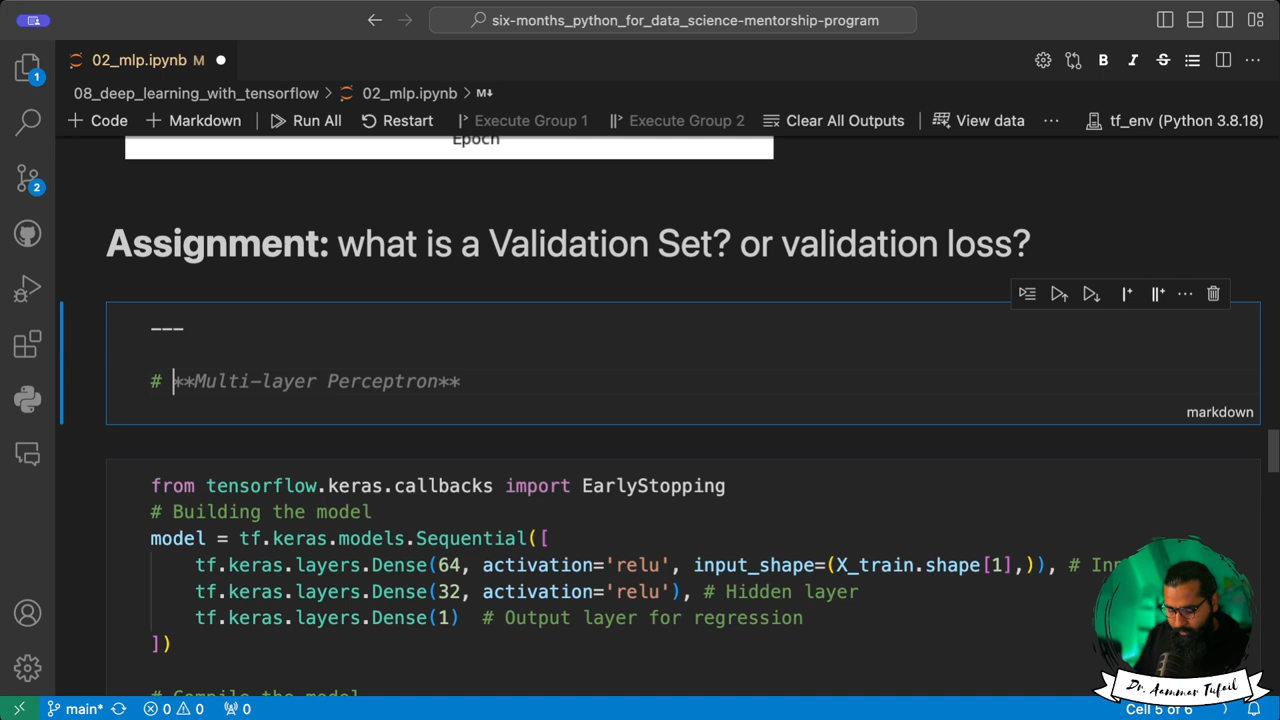 six-months_python_for_data_science-mentorship-program
02_mlp.ipynb M
08_deep_learning_with_tensorflow > 02_mlp.ipynb > M↓
+ Code + Markdown Run All Restart Execute Group 1 Execute Group 2 Clear All Outputs View data ... tf_env (Python 3.8.18)
1
2
Epoch
Assignment: what is a Validation Set? or validation loss?
---
# **Multi-layer Perceptron**
markdown
from tensorflow.keras.callbacks import EarlyStopping
# Building the model
model = tf.keras.models.Sequential([
tf.keras.layers.Dense(64, activation='relu', input_shape=(X_train.shape[1],)), #
tf.keras.layers.Dense(32, activation='relu'), # Hidden layer
tf.keras.layers.Dense(1) # Output layer for regression
])
# Compile the model
Dr. Aammar Tufail
main* 0 0 0 Cell 5 of 6